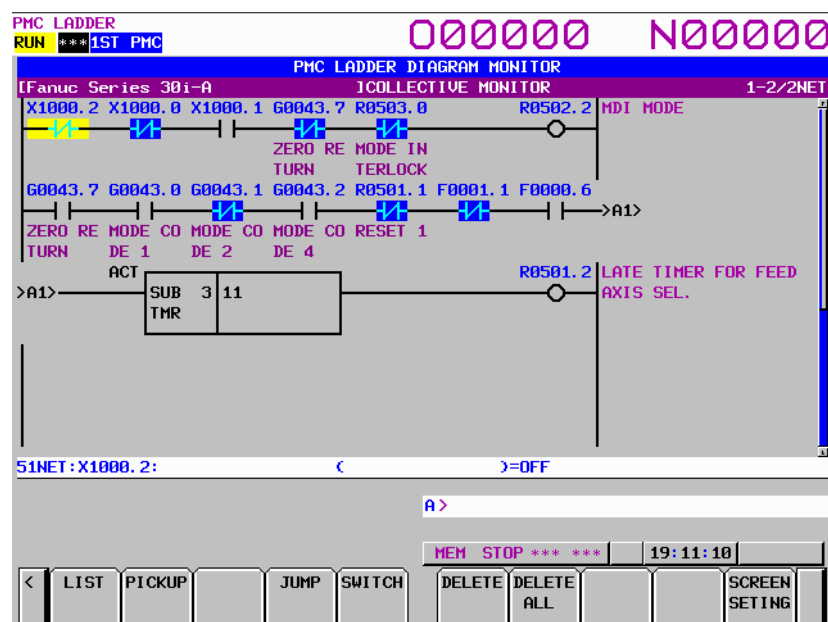 PMC LADDER
RUN ***1ST PMC O00000 N00000
PMC LADDER DIAGRAM MONITOR
[Fanuc Series 30i-A ]COLLECTIVE MONITOR 1-2/2NET
X1000.2 X1000.0 X1000.1 G0043.7 R0503.0 R0502.2 MDI MODE
ZERO RE MODE IN
TURN TERLOCK
G0043.7 G0043.0 G0043.1 G0043.2 R0501.1 F0001.1 F0000.6
>A1>
ZERO RE MODE CO MODE CO MODE CO RESET 1
TURN DE 1 DE 2 DE 4
ACT R0501.2 LATE TIMER FOR FEED
>A1> SUB 3 11 AXIS SEL.
TMR
51NET:X1000.2: ( )=OFF
A>
MEM STOP *** *** 19:11:10
< LIST PICKUP JUMP SWITCH DELETE DELETE SCREEN
ALL SETING